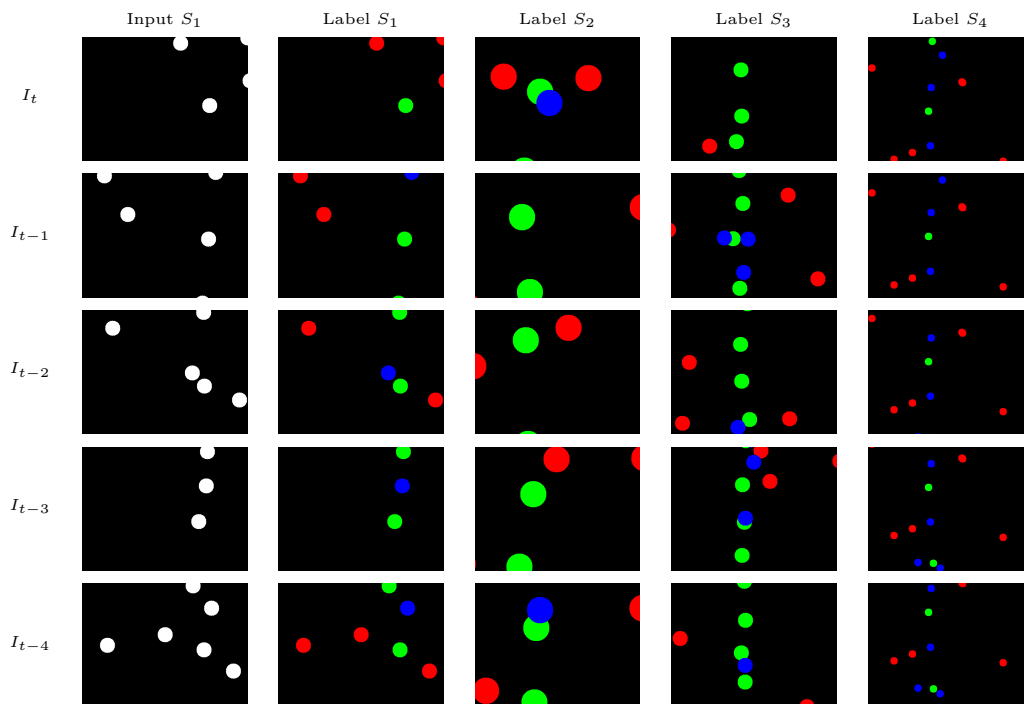 Input S₁ Label S₁ Label S₂ Label S₃ Label S₄
Iₜ
Iₜ₋₁
Iₜ₋₂
Iₜ₋₃
Iₜ₋₄